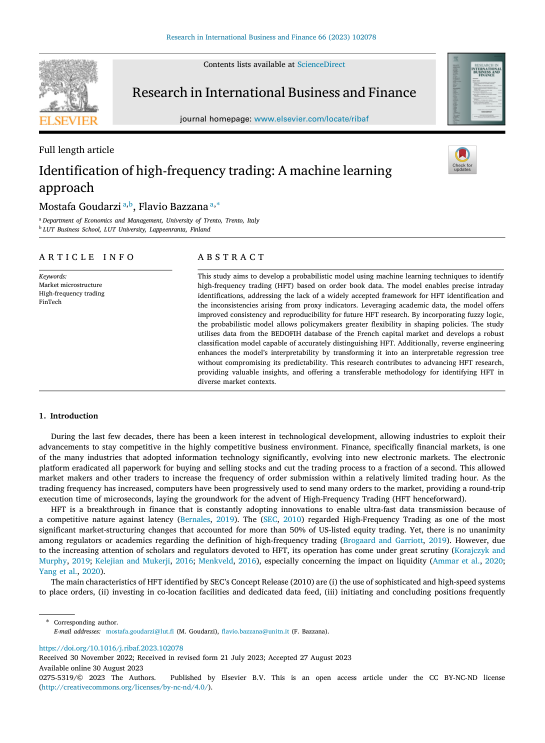 Research in International Business and Finance 66 (2023) 102078
Contents lists available at ScienceDirect
Research in International Business and Finance
journal homepage: www.elsevier.com/locate/ribaf
ELSEVIER
Full length article
Identification of high-frequency trading: A machine learning
approach
Check for
updates
Mostafa Goudarzi a,b, Flavio Bazzana a,*
a Department of Economics and Management, University of Trento, Trento, Italy
b LUT Business School, LUT University, Lappeenranta, Finland
ARTICLE INFO
Keywords:
Market microstructure
High-frequency trading
FinTech
ABSTRACT
This study aims to develop a probabilistic model using machine learning techniques to identify
high-frequency trading (HFT) based on order book data. The model enables precise intraday
identifications, addressing the lack of a widely accepted framework for HFT identification and
the inconsistencies arising from proxy indicators. Leveraging academic data, the model offers
improved consistency and reproducibility for future HFT research. By incorporating fuzzy logic,
the probabilistic model allows policymakers greater flexibility in shaping policies. The study
utilises data from the BEDOFIH database of the French capital market and develops a robust
classification model capable of accurately distinguishing HFT. Additionally, reverse engineering
enhances the model's interpretability by transforming it into an interpretable regression tree
without compromising its predictability. This research contributes to advancing HFT research,
providing valuable insights, and offering a transferable methodology for identifying HFT in
diverse market contexts.
1. Introduction
During the last few decades, there has been a keen interest in technological development, allowing industries to exploit their
advancements to stay competitive in the highly competitive business environment. Finance, specifically financial markets, is one
of the many industries that adopted information technology significantly, evolving into new electronic markets. The electronic
platform eradicated all paperwork for buying and selling stocks and cut the trading process to a fraction of a second. This allowed
market makers and other traders to increase the frequency of order submission within a relatively limited trading hour. As the
trading frequency has increased, computers have been progressively used to send many orders to the market, providing a round-trip
execution time of microseconds, laying the groundwork for the advent of High-Frequency Trading (HFT henceforward).
HFT is a breakthrough in finance that is constantly adopting innovations to enable ultra-fast data transmission because of
a competitive nature against latency (Bernales, 2019). The (SEC, 2010) regarded High-Frequency Trading as one of the most
significant market-structuring changes that accounted for more than 50% of US-listed equity trading. Yet, there is no unanimity
among regulators or academics regarding the definition of high-frequency trading (Brogaard and Garriott, 2019). However, due
to the increasing attention of scholars and regulators devoted to HFT, its operation has come under great scrutiny (Korajczyk and
Murphy, 2019; Kelejian and Mukerji, 2016; Menkveld, 2016), especially concerning the impact on liquidity (Ammar et al., 2020;
Yang et al., 2020).
The main characteristics of HFT identified by SEC's Concept Release (2010) are (i) the use of sophisticated and high-speed systems
to place orders, (ii) investing in co-location facilities and dedicated data feed, (iii) initiating and concluding positions frequently
* Corresponding author.
E-mail addresses: mostafa.goudarzi@lut.fi (M. Goudarzi), flavio.bazzana@unitn.it (F. Bazzana).
https://doi.org/10.1016/j.ribaf.2023.102078
Received 30 November 2022; Received in revised form 21 July 2023; Accepted 27 August 2023
Available online 30 August 2023
0275-5319/© 2023 The Authors. Published by Elsevier B.V. This is an open access article under the CC BY-NC-ND license
(http://creativecommons.org/licenses/by-nc-nd/4.0/).